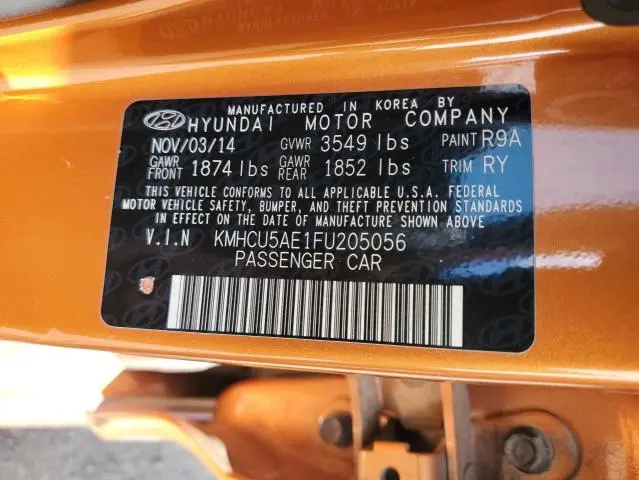 MANUFACTURED IN KOREA BY
HYUNDAI MOTOR COMPANY
NOV/03/14 GVWR 3549 lbs PAINT R9A
GAWR FRONT 1874 lbs GAWR REAR 1852 lbs TRIM RY
THIS VEHICLE CONFORMS TO ALL APPLICABLE U.S.A. FEDERAL
MOTOR VEHICLE SAFETY, BUMPER, AND THEFT PREVENTION STANDARDS
IN EFFECT ON THE DATE OF MANUFACTURE SHOWN ABOVE
V.I.N KMHCU5AE1FU205056
PASSENGER CAR